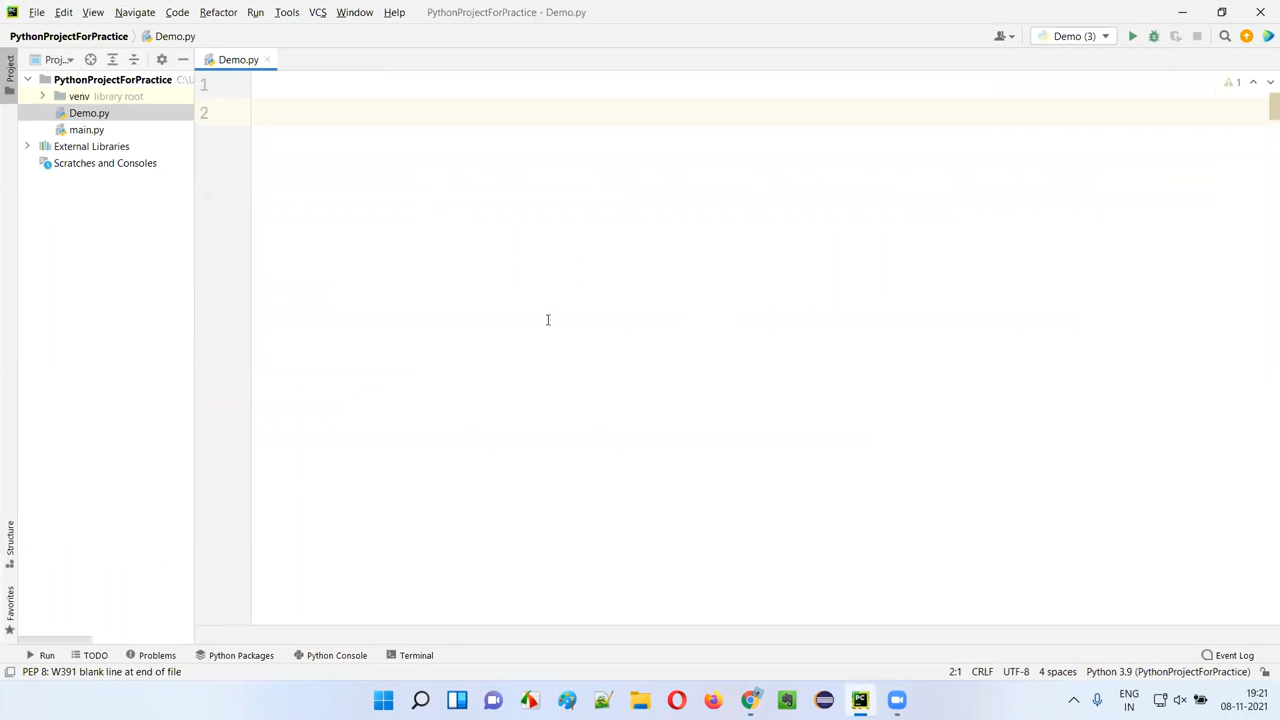 File Edit View Navigate Code Refactor Run Tools VCS Window Help PythonProjectForPractice - Demo.py
PythonProjectForPractice Demo.py Demo (3)
Project
Proj... Demo.py
PythonProjectForPractice C:\U
venv library root
Demo.py
main.py
External Libraries
Scratches and Consoles
1
2
1
Structure
Favorites
Run TODO Problems Python Packages Python Console Terminal Event Log
PEP 8: W391 blank line at end of file 2:1 CRLF UTF-8 4 spaces Python 3.9 (PythonProjectForPractice)
ENG
IN
19:21
08-11-2021